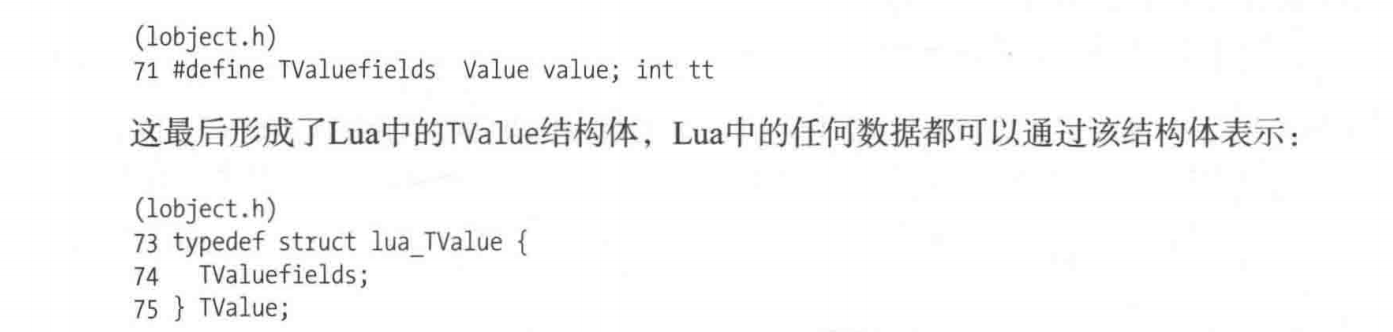 (lobject.h)
71 #define TValuefields  Value value; int tt
这最后形成了Lua中的TValue结构体，Lua中的任何数据都可以通过该结构体表示：
(lobject.h)
73 typedef struct lua_TValue {
74   TValuefields;
75 } TValue;